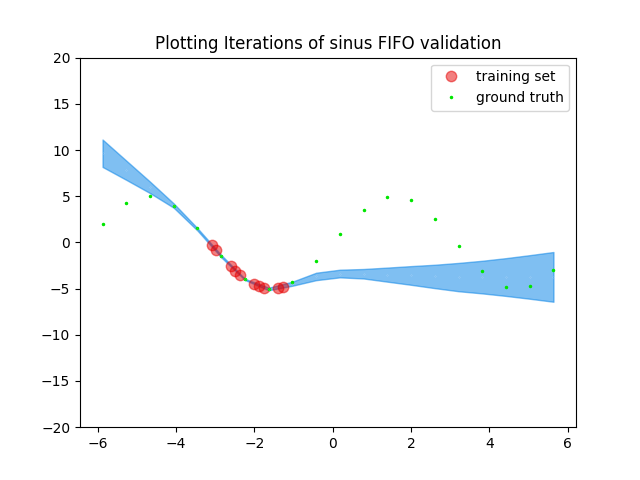 Plotting Iterations of sinus FIFO validation
training set
ground truth
20
15
10
5
0
−5
−10
−15
−20
−6 −4 −2 0 2 4 6